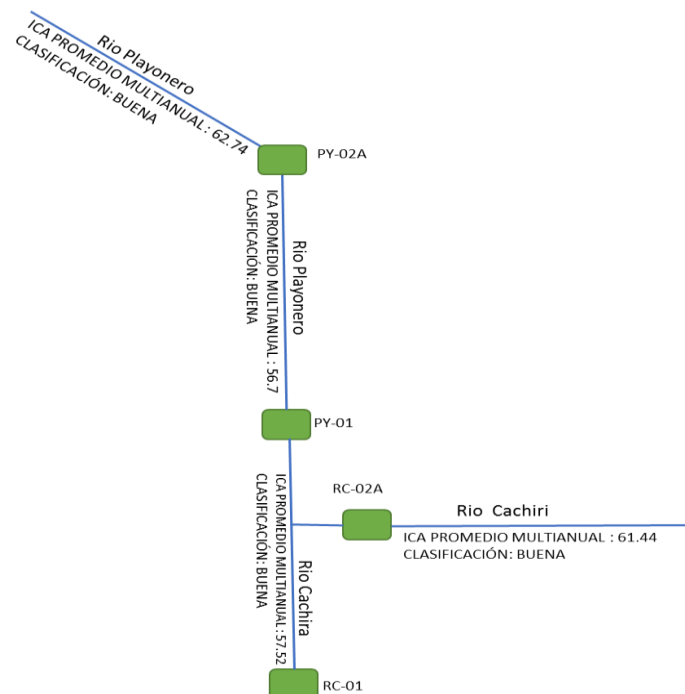 Rio Playonero
ICA PROMEDIO MULTIANUAL : 62.74
CLASIFICACIÓN: BUENA
PY-02A
Rio Playonero
ICA PROMEDIO MULTIANUAL : 56.7
CLASIFICACIÓN: BUENA
PY-01
RC-02A
Rio Cachiri
ICA PROMEDIO MULTIANUAL : 61.44
CLASIFICACIÓN: BUENA
Rio Cachira
ICA PROMEDIO MULTIANUAL :57.52
CLASIFICACIÓN: BUENA
RC-01